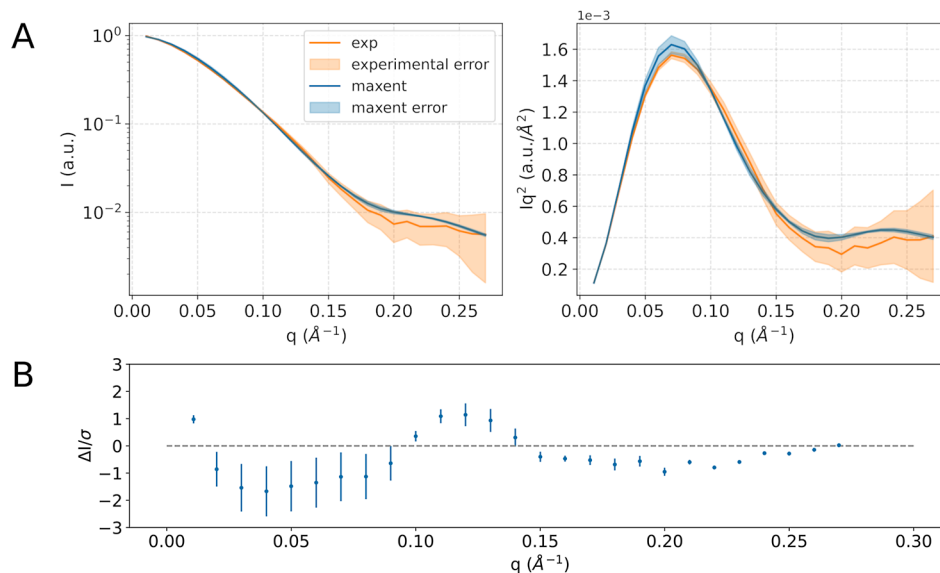 A
10⁰
10⁻¹
10⁻²
I (a.u.)
exp
experimental error
maxent
maxent error
0.00 0.05 0.10 0.15 0.20 0.25
q (Å⁻¹)
1e−3
1.6
1.4
1.2
1.0
0.8
0.6
0.4
0.2
Iq² (a.u./Å²)
0.00 0.05 0.10 0.15 0.20 0.25
q (Å⁻¹)
B
3
2
1
0
−1
−2
−3
ΔI/σ
0.00 0.05 0.10 0.15 0.20 0.25 0.30
q (Å⁻¹)